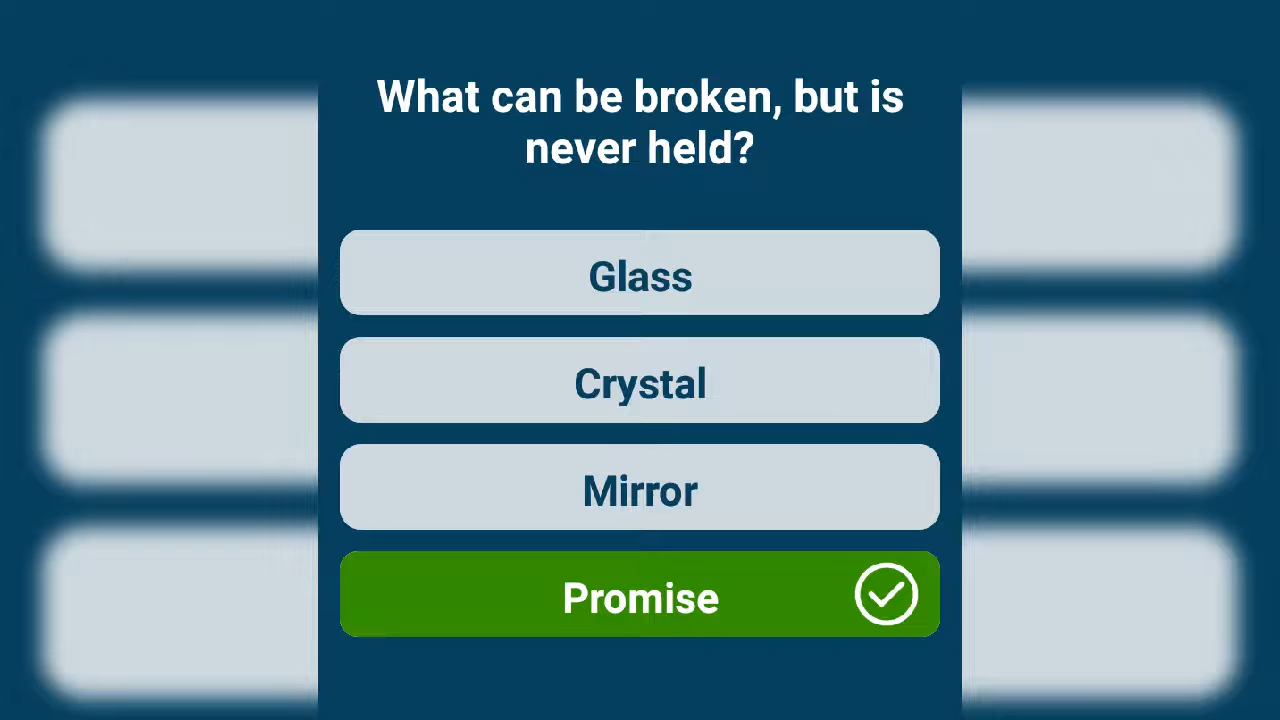 What can be broken, but is
never held?
Glass
Crystal
Mirror
Promise